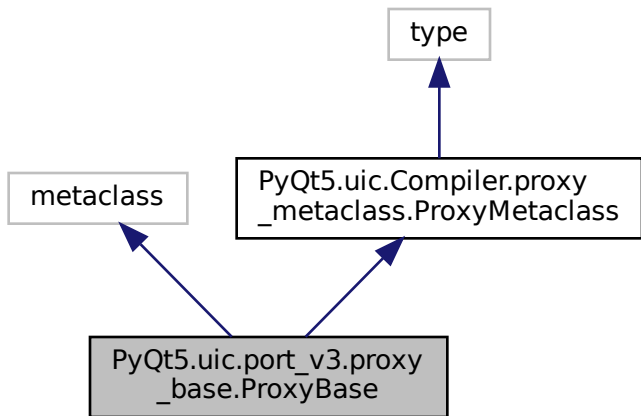 type
PyQt5.uic.Compiler.proxy
_metaclass.ProxyMetaclass
metaclass
PyQt5.uic.port_v3.proxy
_base.ProxyBase